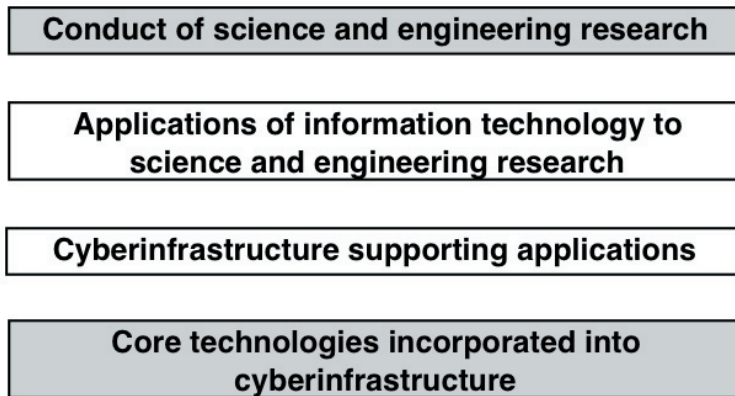 Conduct of science and engineering research
Applications of information technology to
science and engineering research
Cyberinfrastructure supporting applications
Core technologies incorporated into
cyberinfrastructure